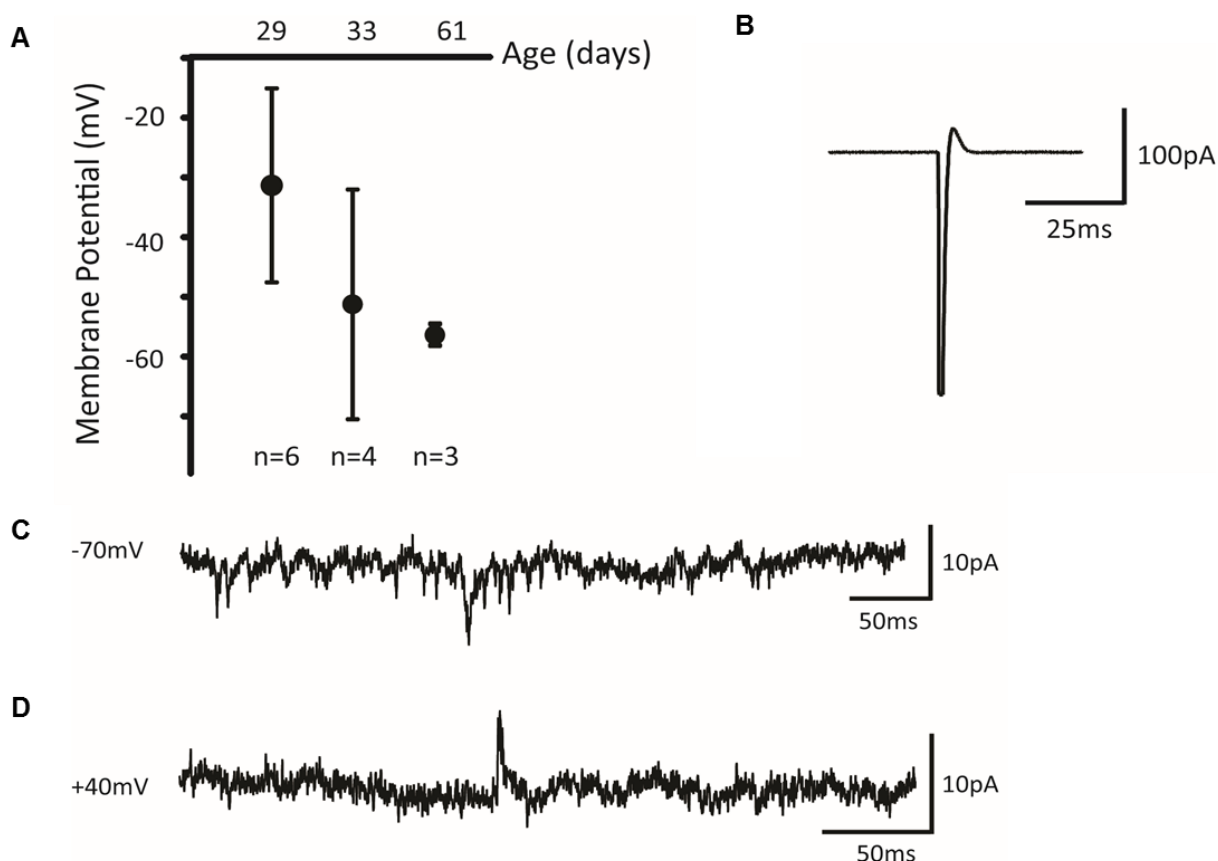 A
29 33 61
Age (days)
Membrane Potential (mV)
-20
-40
-60
n=6 n=4 n=3
B
100pA
25ms
C
-70mV
10pA
50ms
D
+40mV
10pA
50ms